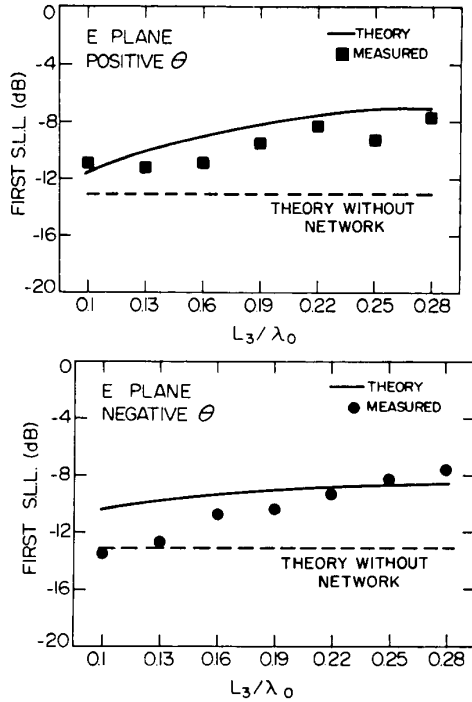 E PLANE
POSITIVE θ
THEORY
MEASURED
THEORY WITHOUT
NETWORK
FIRST S.L.L. (dB)
0
-4
-8
-12
-16
-20
0.1 0.13 0.16 0.19 0.22 0.25 0.28
L3/λ0
E PLANE
NEGATIVE θ
THEORY
MEASURED
THEORY WITHOUT
NETWORK
FIRST S.L.L. (dB)
0
-4
-8
-12
-16
-20
0.1 0.13 0.16 0.19 0.22 0.25 0.28
L3/λ0